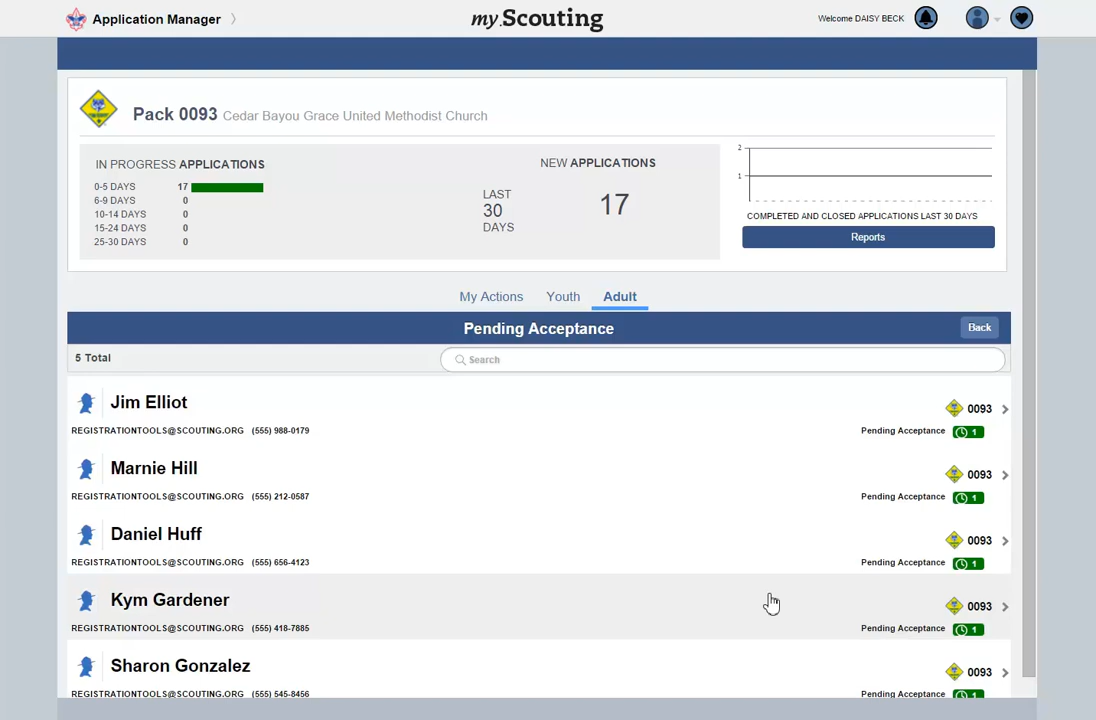 Application Manager
my.Scouting
Welcome DAISY BECK
Pack 0093 Cedar Bayou Grace United Methodist Church
IN PROGRESS APPLICATIONS
0-5 DAYS 17
6-9 DAYS 0
10-14 DAYS 0
15-24 DAYS 0
25-30 DAYS 0
NEW APPLICATIONS
LAST
30
DAYS
17
2
1
COMPLETED AND CLOSED APPLICATIONS LAST 30 DAYS
Reports
My Actions Youth Adult
Pending Acceptance
Back
5 Total
Search
Jim Elliot
0093
REGISTRATIONTOOLS@SCOUTING.ORG (555) 988-0179
Pending Acceptance 1
Marnie Hill
0093
REGISTRATIONTOOLS@SCOUTING.ORG (555) 212-0587
Pending Acceptance 1
Daniel Huff
0093
REGISTRATIONTOOLS@SCOUTING.ORG (555) 656-4123
Pending Acceptance 1
Kym Gardener
0093
REGISTRATIONTOOLS@SCOUTING.ORG (555) 418-7885
Pending Acceptance 1
Sharon Gonzalez
0093
REGISTRATIONTOOLS@SCOUTING.ORG (555) 545-8456
Pending Acceptance 1